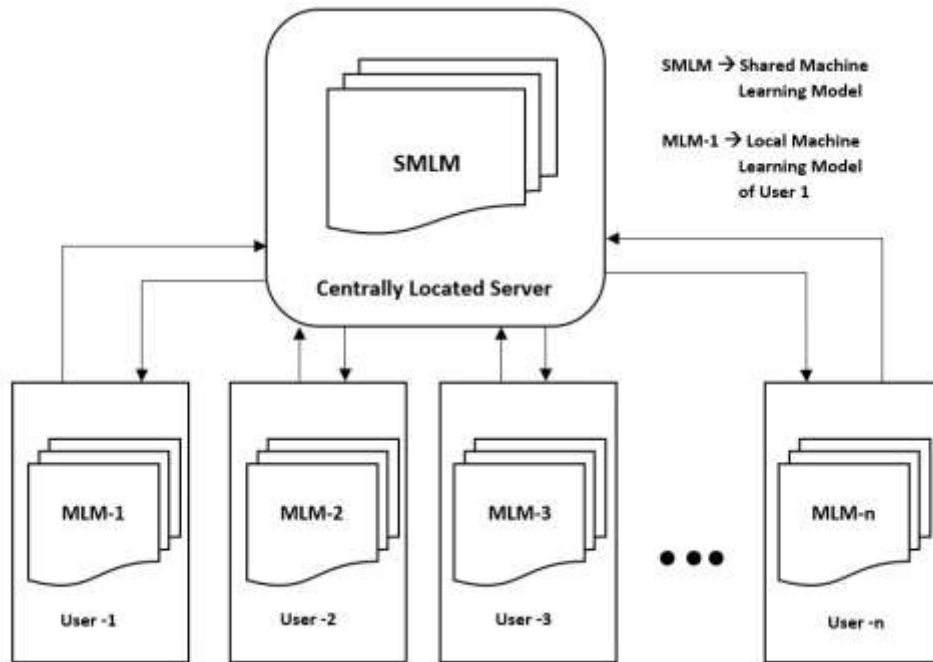 SMLM → Shared Machine
Learning Model
MLM-1 → Local Machine
Learning Model
of User 1
SMLM
Centrally Located Server
MLM-1
MLM-2
MLM-3
MLM-n
User -1
User -2
User -3
User -n